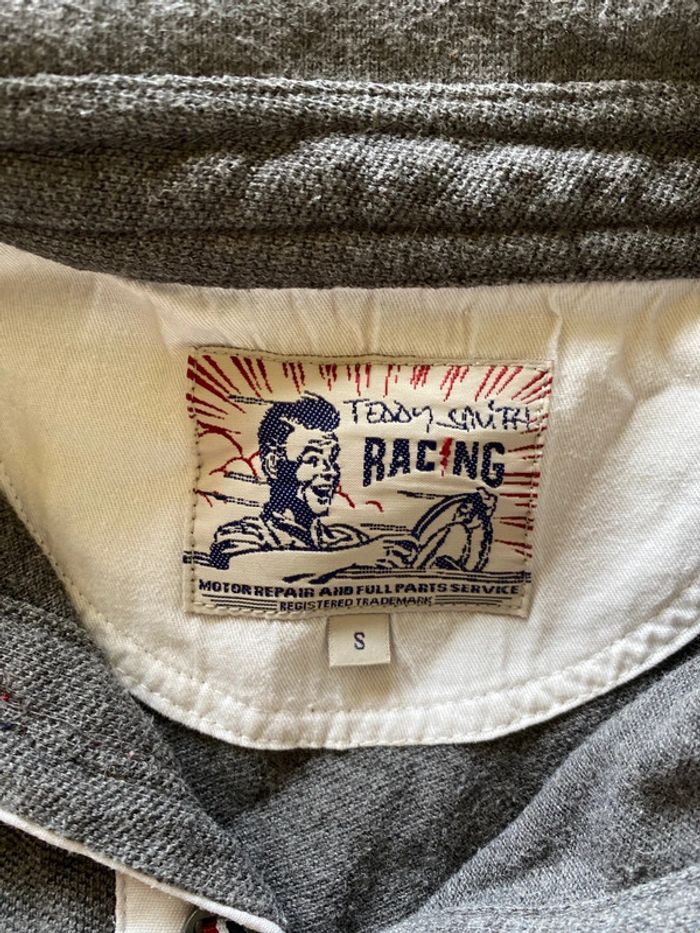 TEDDY SMITH
RACING
MOTOR REPAIR AND FULL PARTS SERVICE
REGISTERED TRADEMARK
S